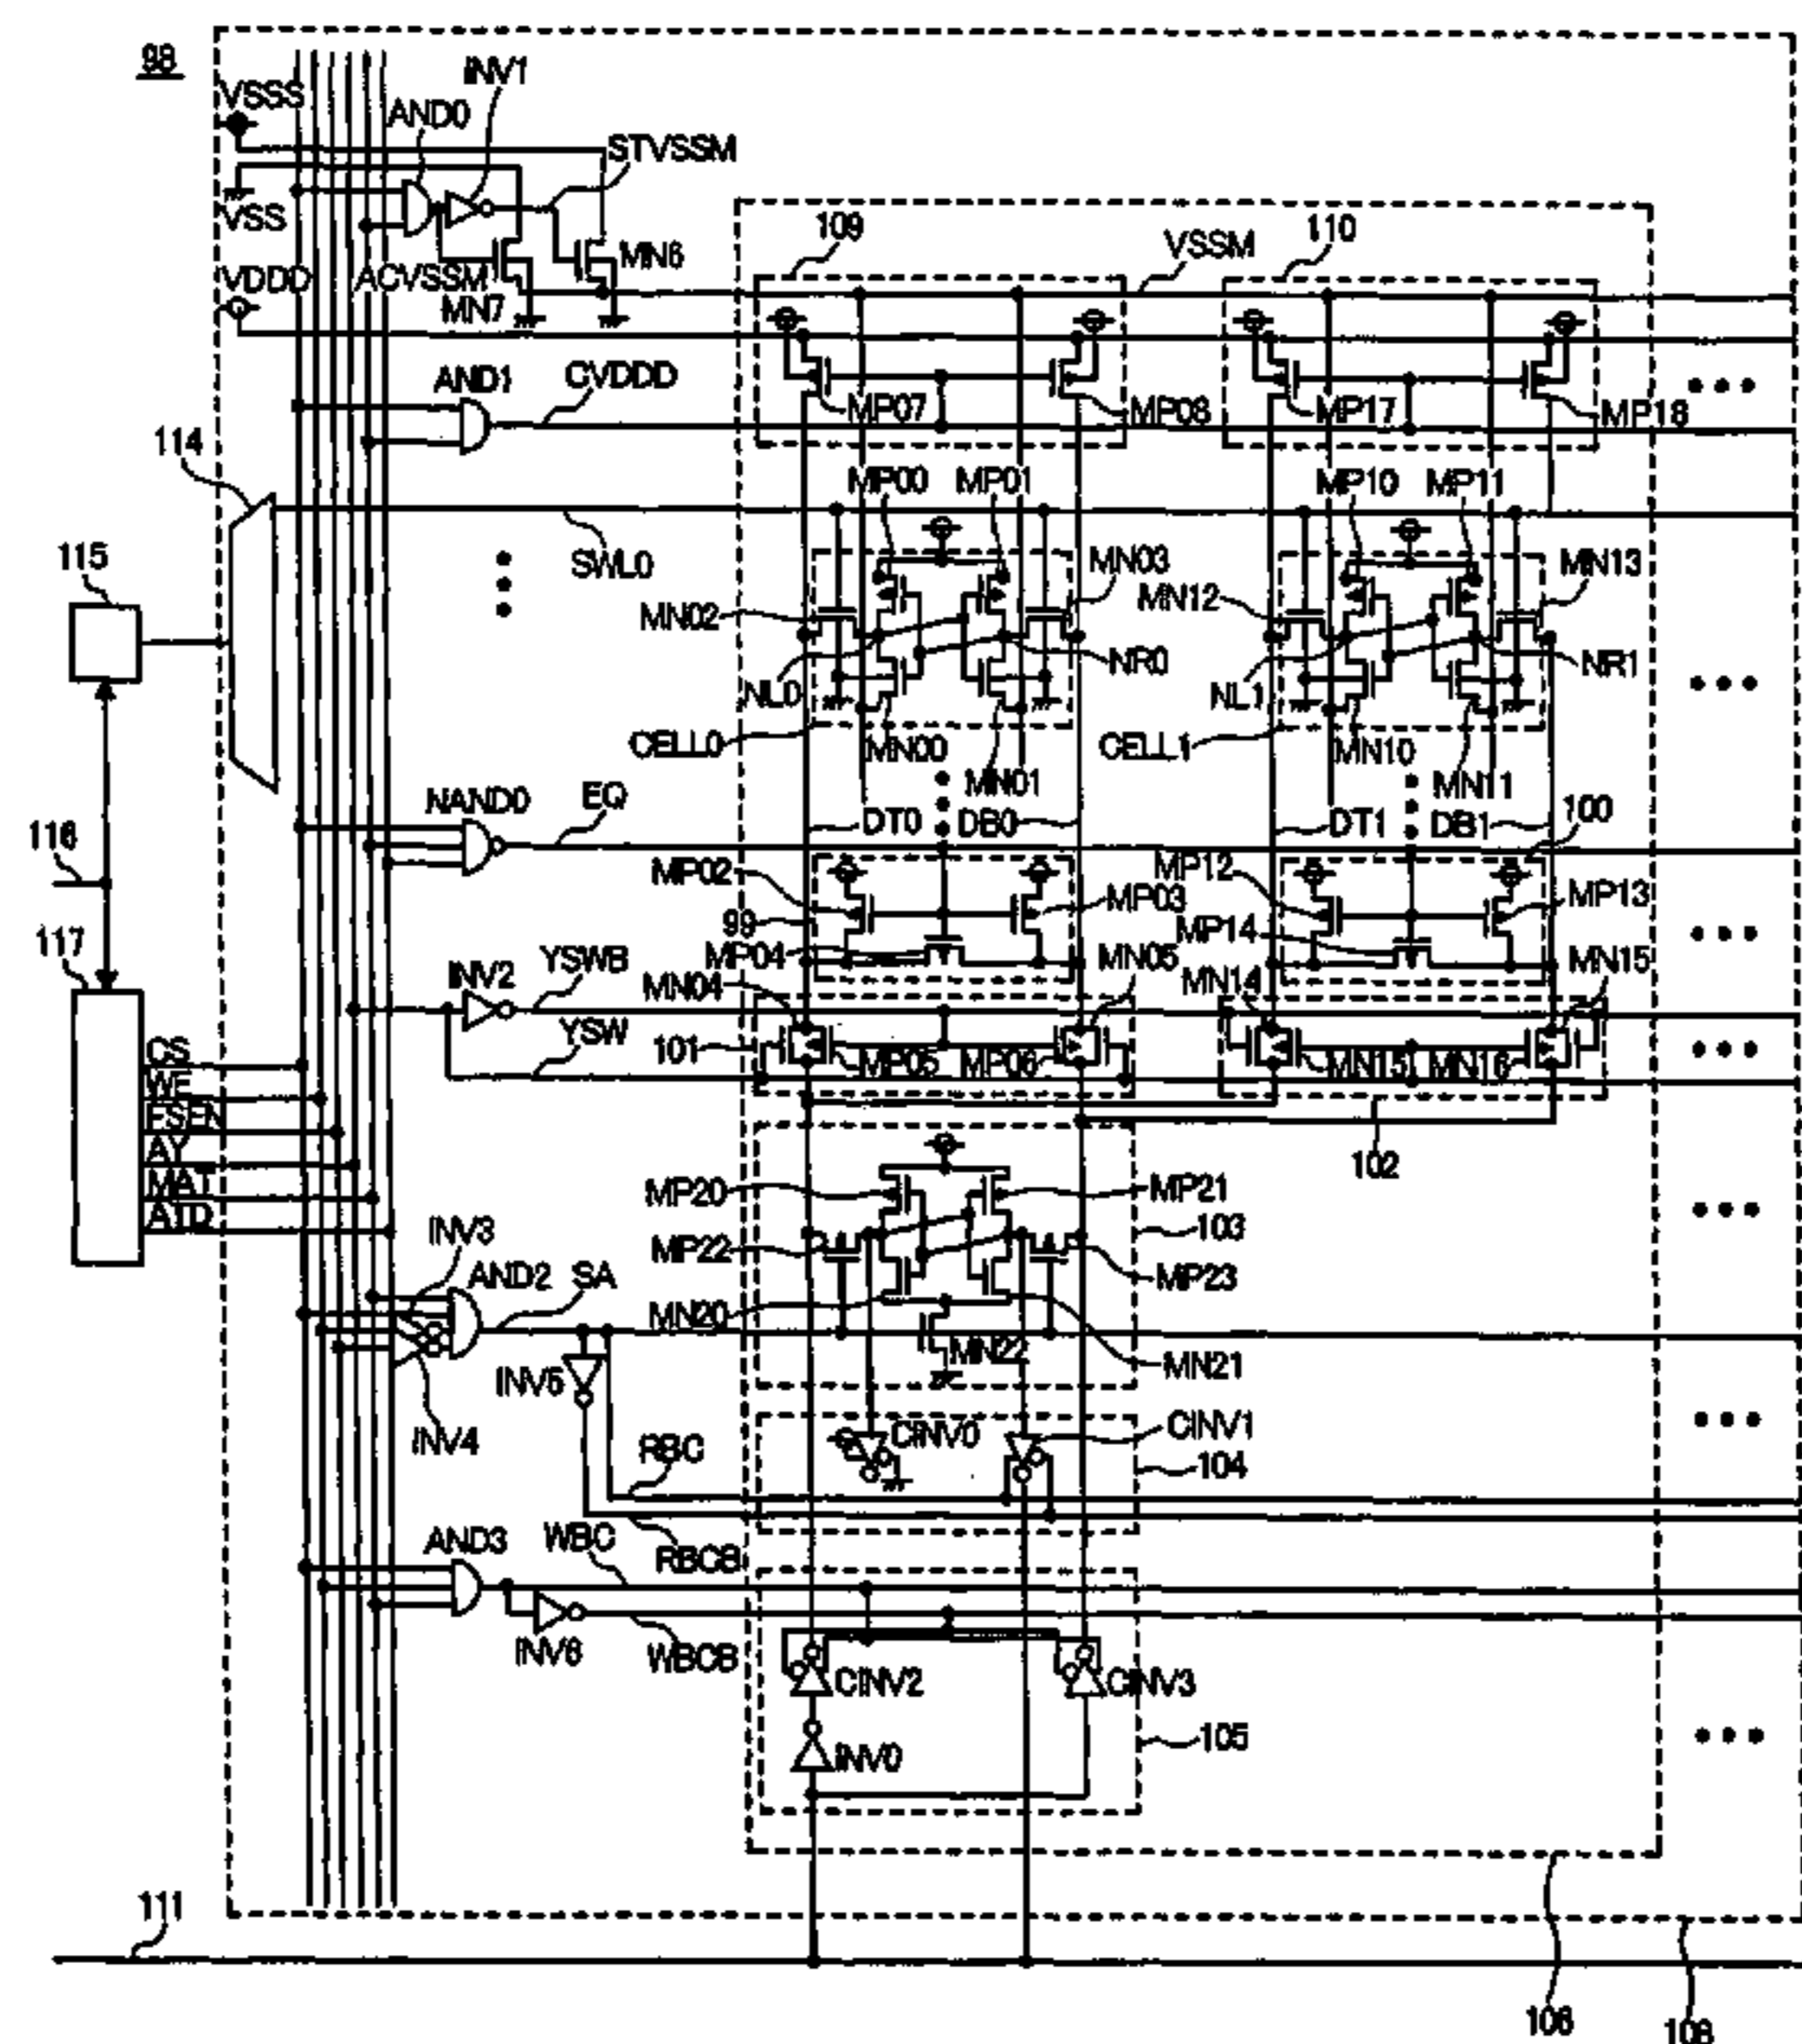 98
VSSS
INV1
AND0
STVSSM
VSS
ACVSSM
MN6
VDDD
MN7
109
VSSM
110
AND1
CVDDD
MP07
MP08
MP17
MP18
114
MP00
MP01
MP10
MP11
115
SWL0
MN03
MN13
MN02
MN12
NR0
NR1
NL0
NL1
CELL0
MN00
CELL1
MN10
MN01
MN11
NAND0
EQ
DT0
DB0
DT1
DB1
100
116
MP02
MP03
MP12
MP13
99
MP04
MP14
117
INV2
YSWB
MN04
MN05
MN14
MN15
YSW
101
MP05
MP06
MN15
MN16
CS
WE
FSEN
AY
MAT
ATD
102
MP20
MP21
103
INV3
AND2
SA
MP22
MP23
MN20
MN22
MN21
INV5
INV4
RBC
CINV0
CINV1
104
AND3
WBC
RBCB
INV6
WBCB
CINV2
CINV3
INV0
105
111
106
108